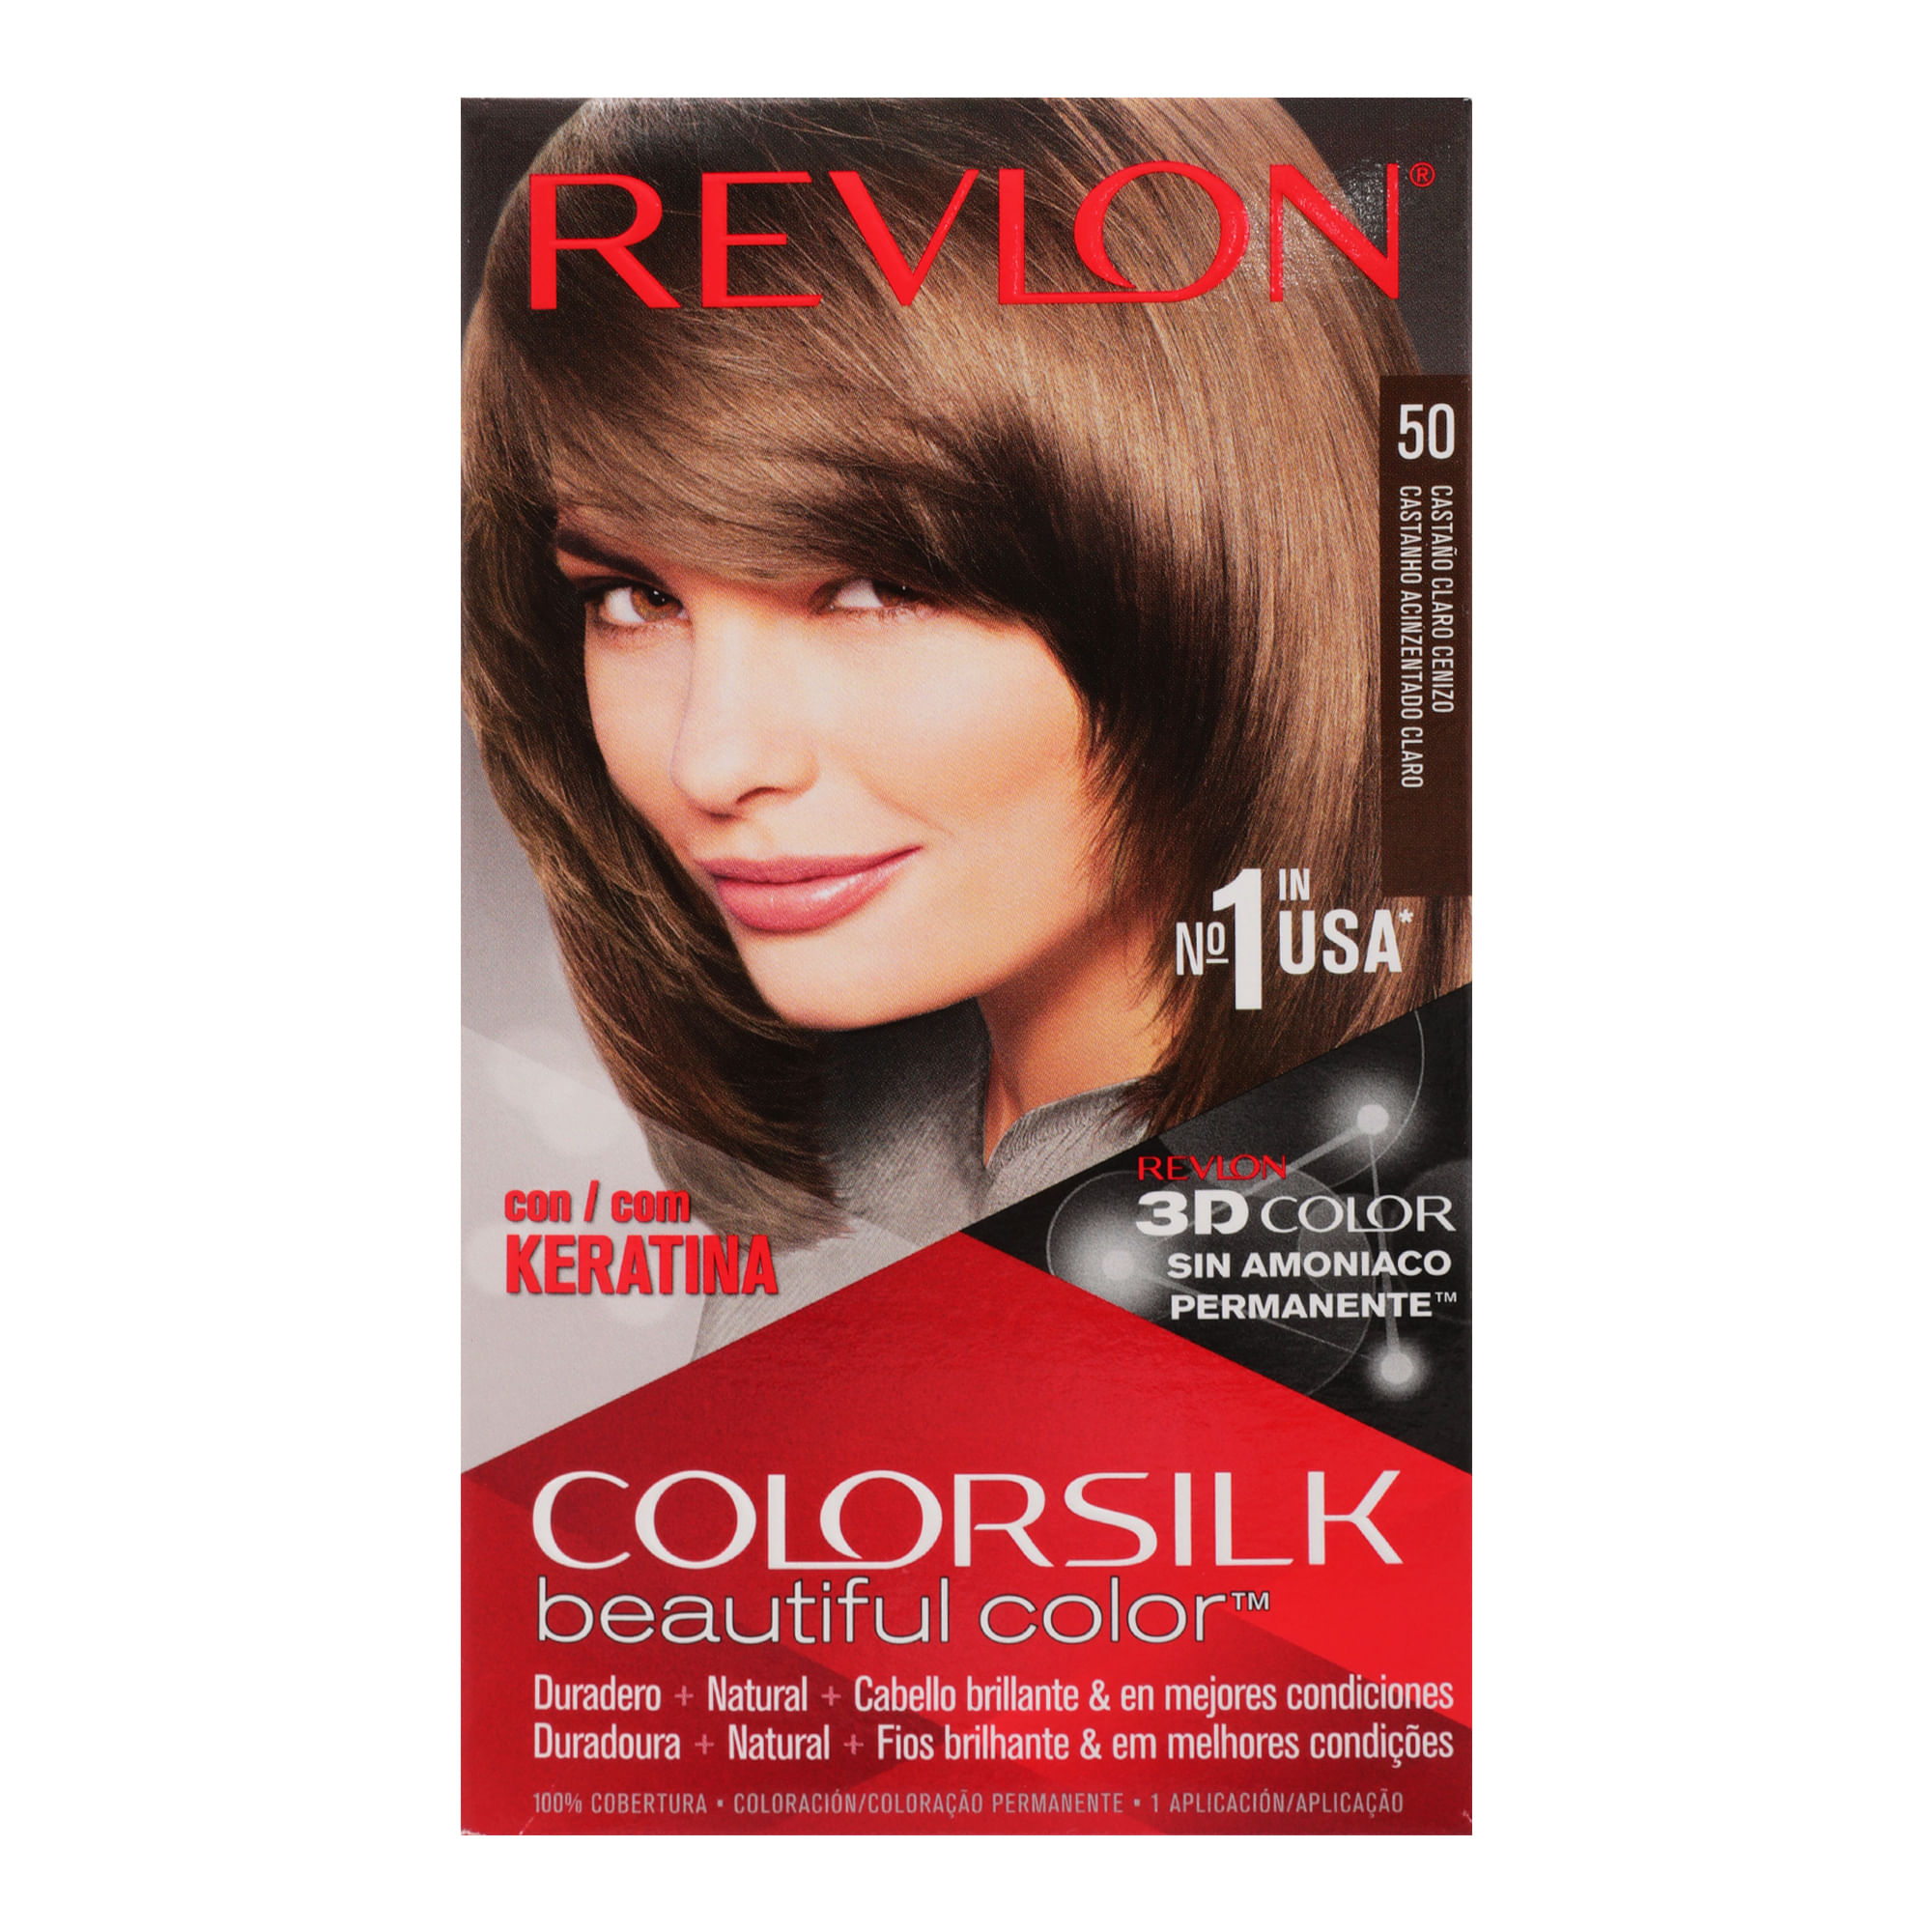 REVLON®
50
CASTAÑO CLARO CENIZO
CASTANHO ACINZENTADO CLARO
Nº1 IN USA*
con / com
KERATINA
REVLON
3D COLOR
SIN AMONIACO
PERMANENTE™
COLORSILK
beautiful color™
Duradero + Natural + Cabello brillante & en mejores condiciones
Duradoura + Natural + Fios brilhante & em melhores condições
100% COBERTURA ▪ COLORACIÓN/COLORAÇÃO PERMANENTE ▪ 1 APLICACIÓN/APLICAÇÃO